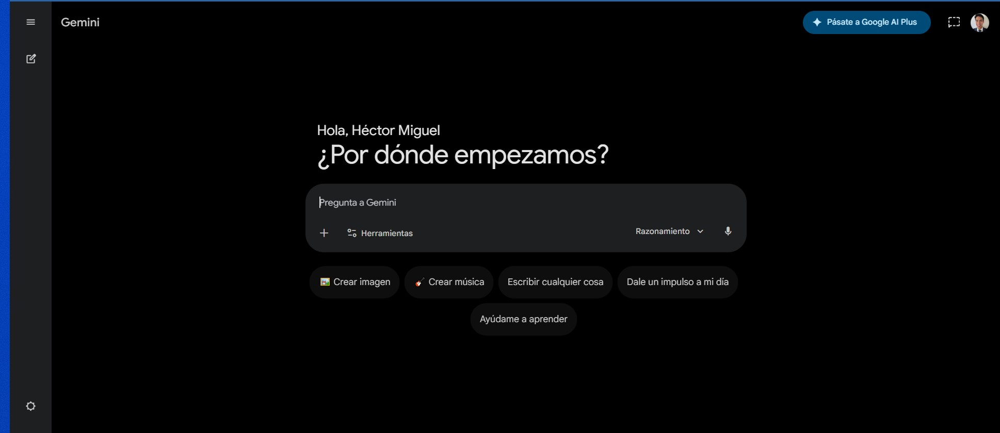 Gemini
Pásate a Google AI Plus
Hola, Héctor Miguel
¿Por dónde empezamos?
Pregunta a Gemini
Herramientas
Razonamiento
Crear imagen
Crear música
Escribir cualquier cosa
Dale un impulso a mi día
Ayúdame a aprender